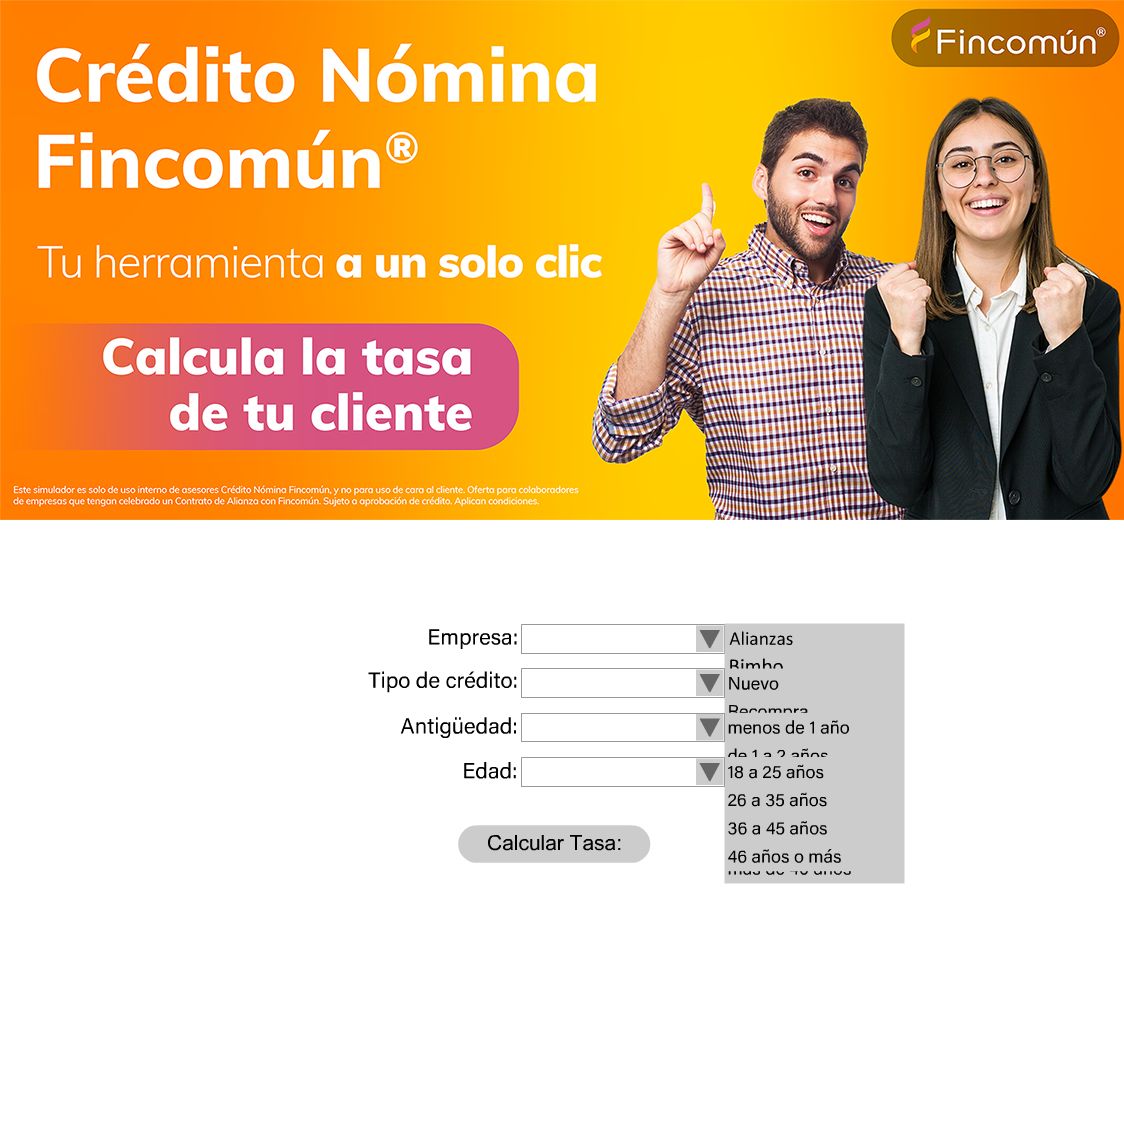 Fincomún®
Crédito Nómina
Fincomún®
Tu herramienta a un solo clic
Calcula la tasa
de tu cliente
Este simulador es solo de uso interno de asesores Crédito Nómina Fincomún, y no para uso de cara al cliente. Oferta para colaboradores
de empresas que tengan celebrado un Contrato de Alianza con Fincomún. Sujeto a aprobación de crédito. Aplican condiciones.
Empresa:
Alianzas
Bimbo
Tipo de crédito:
Nuevo
Recompra
Antigüedad:
menos de 1 año
de 1 a 2 años
Edad:
18 a 25 años
26 a 35 años
36 a 45 años
46 años o más
Calcular Tasa: